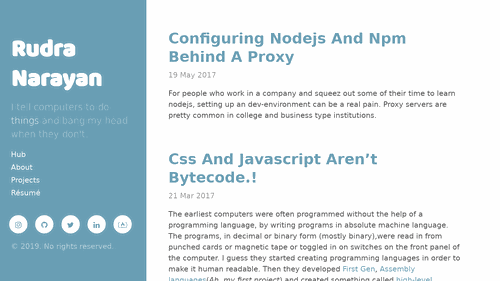 Rudra
Narayan
I tell computers to do
things and bang my head
when they don't
Hub
About
Projects
Résumé
© 2019. No rights reserved.
Configuring Nodejs And Npm
Behind A Proxy
19 May 2017
For people who work in a company and squeez out some of their time to learn
nodejs, setting up an dev-environment can be a real pain. Proxy servers are
pretty common in college and business type institutions.
Css And Javascript Aren't
Bytecode.!
21 Mar 2017
The earliest computers were often programmed without the help of a
programming language, by writing programs in absolute machine language.
The programs, in decimal or binary form (mostly binary),were read in from
punched cards or magnetic tape or toggled in on switches on the front panel of
the computer. I guess they started creating programming languages in order to
make it human readable. Then they developed First Gen, Assembly
languages(Ah, my first project) and created something called high-level